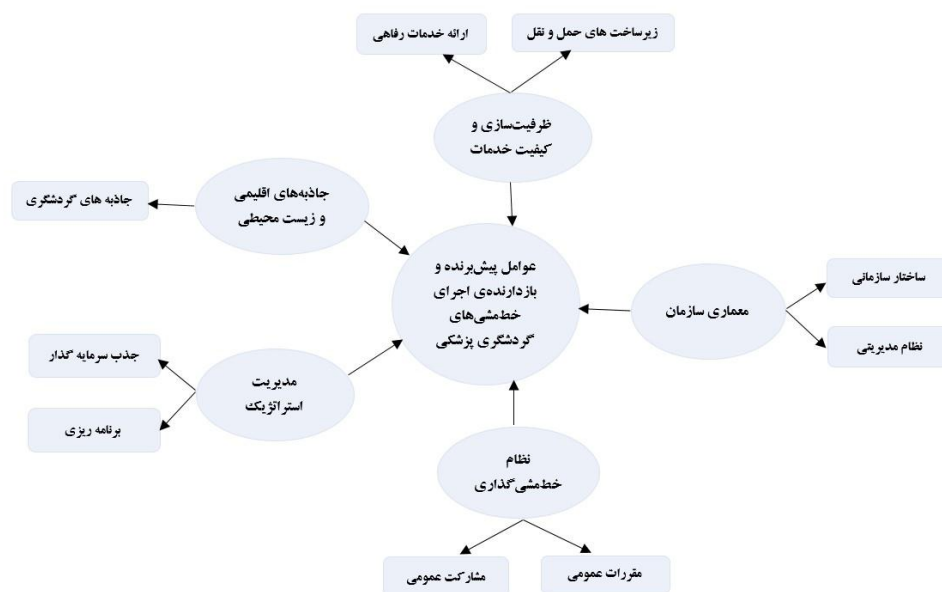 زیرساخت های حمل و نقل
ارائه خدمات رفاهی
ظرفیت‌سازی و
کیفیت خدمات
جاذبه‌های اقلیمی
و زیست محیطی
جاذبه های گردشگری
عوامل پیش‌برنده و
بازدارنده‌ی اجرای
خط‌مشی‌های
گردشگری پزشکی
معماری سازمان
ساختار سازمانی
نظام مدیریتی
مدیریت
استراتژیک
جذب سرمایه گذار
برنامه ریزی
نظام
خط‌مشی‌گذاری
مقررات عمومی
مشارکت عمومی